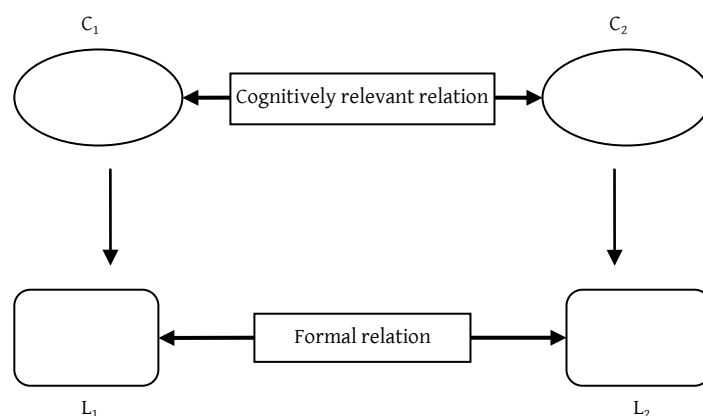 C₁ C₂
Cognitively relevant relation
Formal relation
L₁ L₂